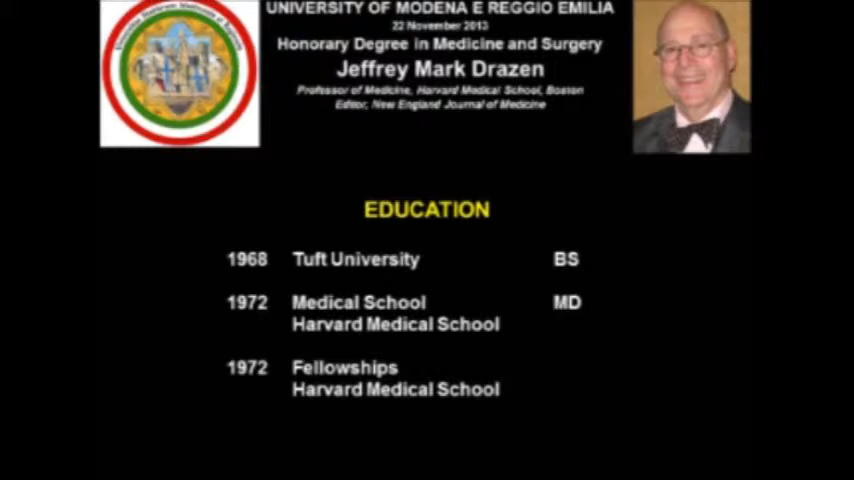 UNIVERSITY OF MODENA E REGGIO EMILIA
22 November 2013
Honorary Degree in Medicine and Surgery
Jeffrey Mark Drazen
Professor of Medicine, Harvard Medical School, Boston
Editor, New England Journal of Medicine
EDUCATION
1968 Tuft University BS
1972 Medical School MD
Harvard Medical School
1972 Fellowships
Harvard Medical School